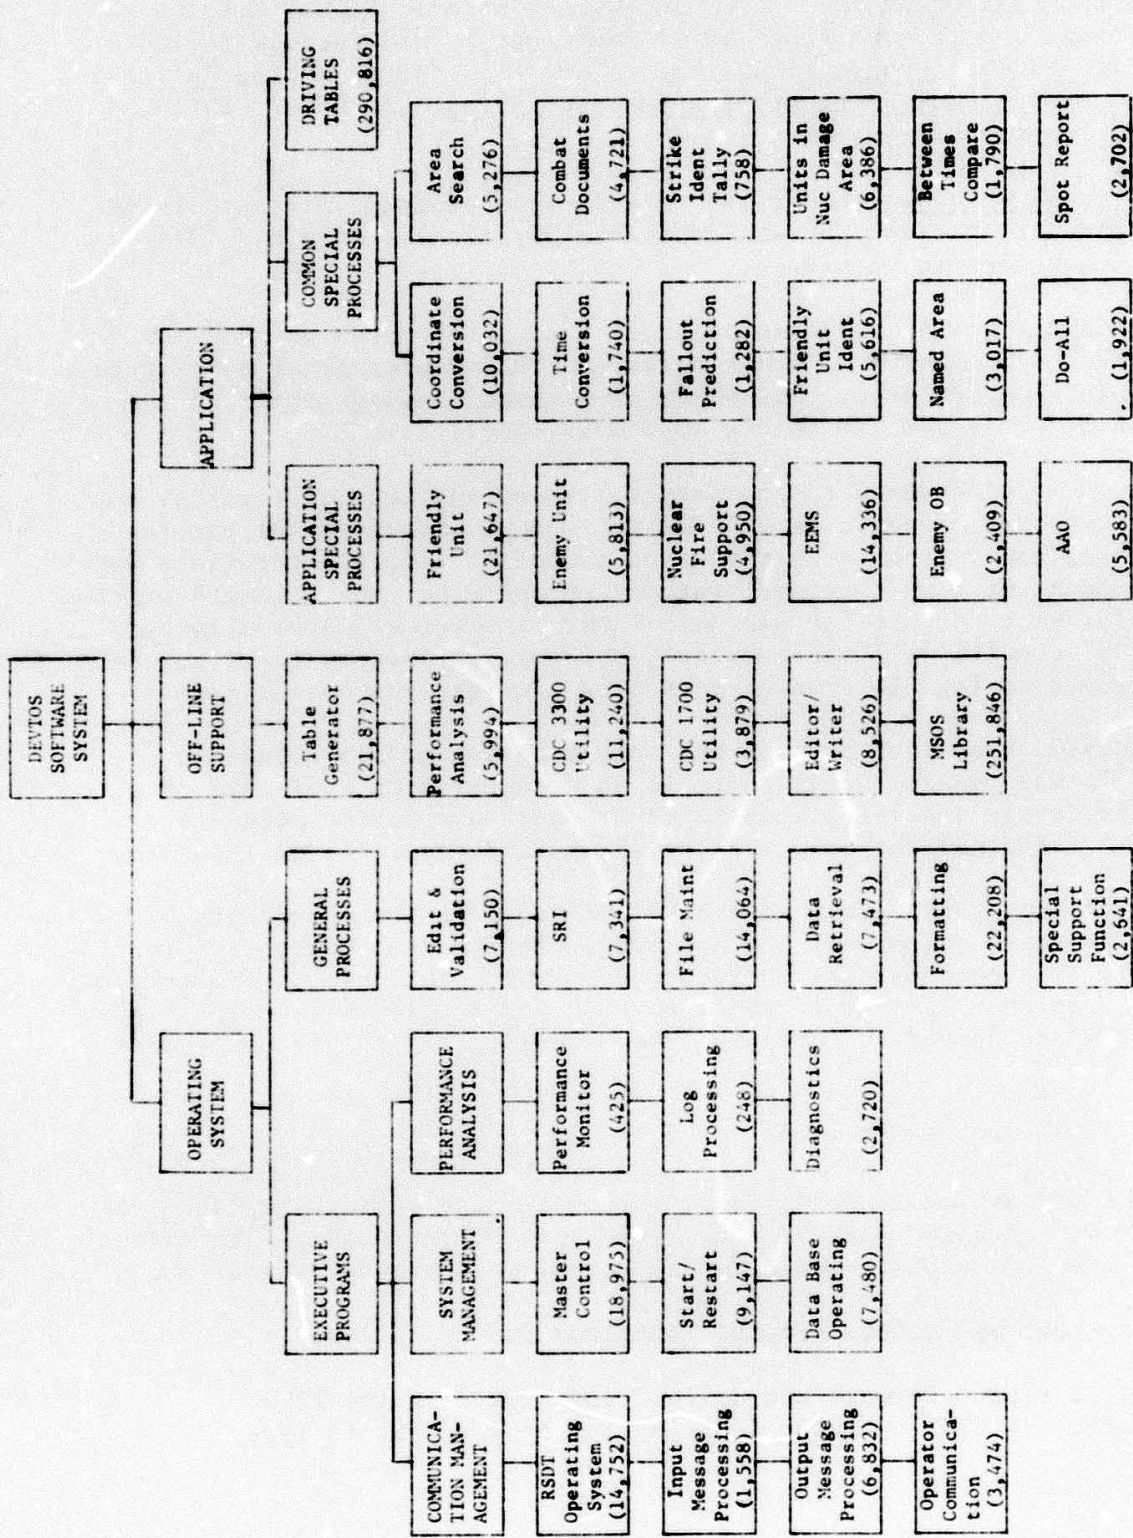 DEVTOS
SOFTWARE
SYSTEM
OPERATING
SYSTEM
OFF-LINE
SUPPORT
APPLICATION
EXECUTIVE
PROGRAMS
GENERAL
PROCESSES
Table
Generator
(21,877)
APPLICATION
SPECIAL
PROCESSES
COMMON
SPECIAL
PROCESSES
DRIVING
TABLES
(290,816)
COMMUNICA-
TION MAN-
AGEMENT
SYSTEM
MANAGEMENT
PERFORMANCE
ANALYSIS
Edit &
Validation
(7,150)
Performance
Analysis
(5,994)
Friendly
Unit
(21,647)
Coordinate
Conversion
(10,032)
Area
Search
(5,276)
RSDT
Operating
System
(14,752)
Master
Control
(18,975)
Performance
Monitor
(425)
SRI
(7,341)
CDC 3300
Utility
(11,240)
Enemy Unit
(5,813)
Time
Conversion
(1,740)
Combat
Documents
(4,721)
Input
Message
Processing
(1,558)
Start/
Restart
(9,147)
Log
Processing
(248)
File Maint
(14,064)
CDC 1700
Utility
(3,879)
Nuclear
Fire
Support
(4,950)
Fallout
Prediction
(1,282)
Strike
Ident
Tally
(758)
Output
Message
Processing
(6,832)
Data Base
Operating
(7,480)
Diagnostics
(2,720)
Data
Retrieval
(7,473)
Editor/
Writer
(8,526)
EEMS
(14,336)
Friendly
Unit
Ident
(5,616)
Units in
Nuc Damage
Area
(6,386)
Operator
Communica-
tion
(3,474)
Formatting
(22,208)
MSOS
Library
(251,846)
Enemy OB
(2,409)
Named Area
(3,017)
Between
Times
Compare
(1,790)
Special
Support
Function
(2,641)
AAO
(5,583)
Do-All
(1,922)
Spot Report
(2,702)